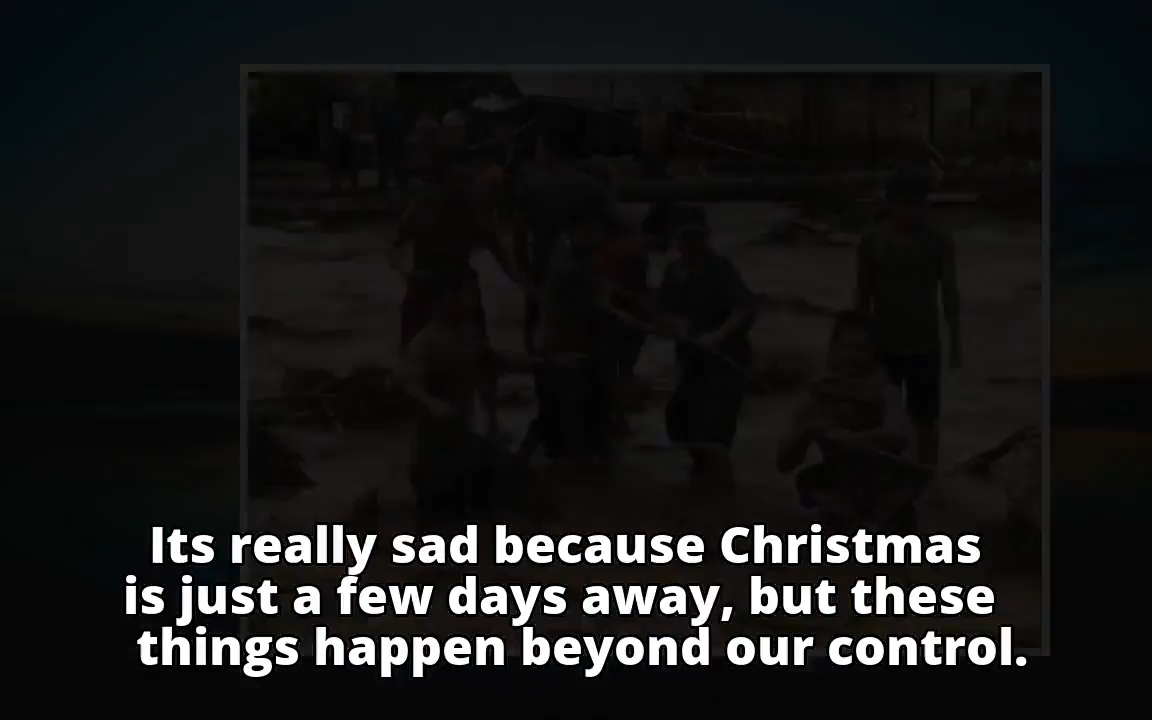 Its really sad because Christmas
is just a few days away, but these
things happen beyond our control.